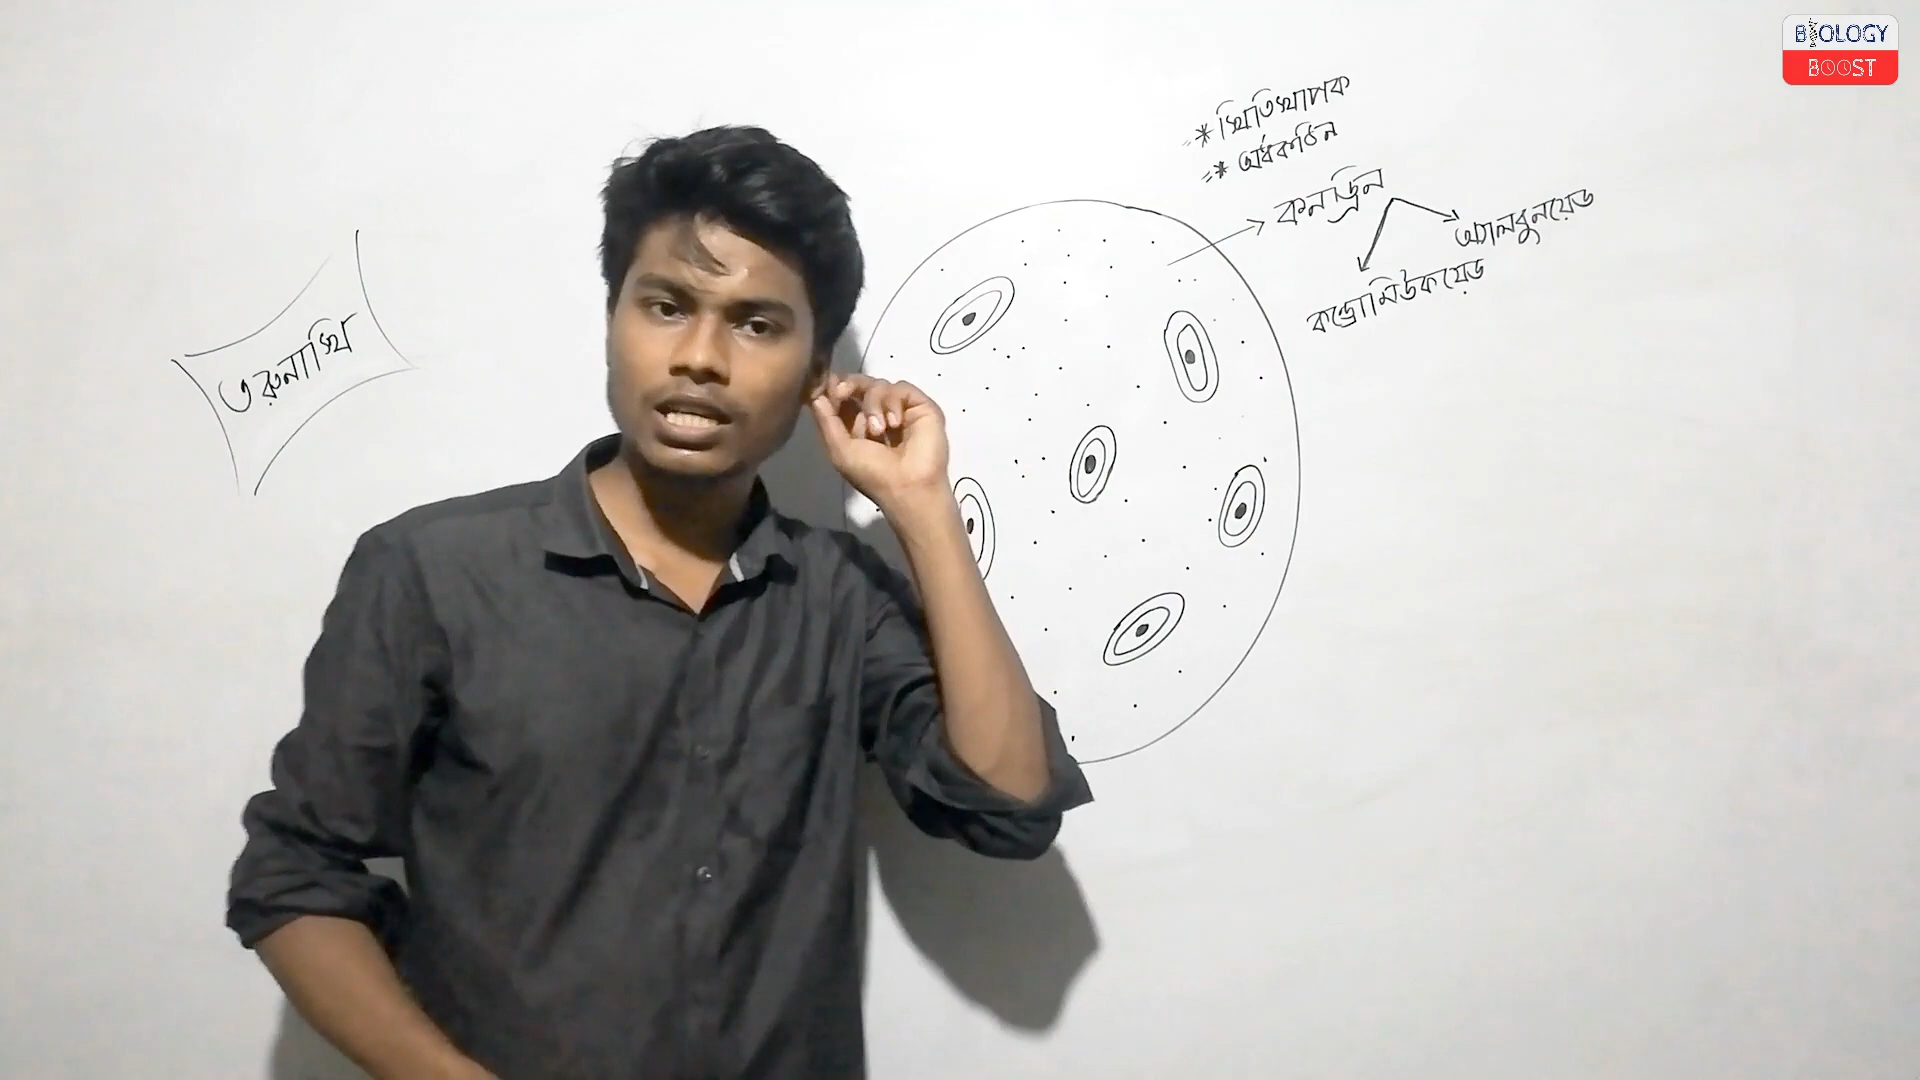 BIOLOGY
BOOST
* স্থিতিস্থাপক
* অর্ধকঠিন
কনড্রিন
অ্যালবুনয়েড
কন্ড্রোমিউকয়েড
তরুনাস্থি